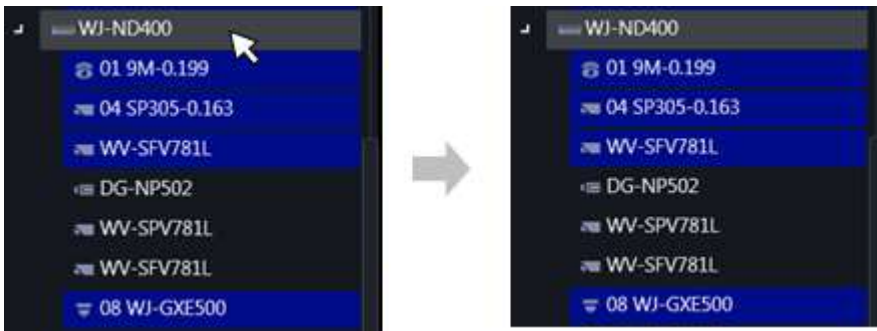 WJ-ND400
01 9M-0.199
04 SP305-0.163
WV-SFV781L
DG-NP502
WV-SPV781L
WV-SFV781L
08 WJ-GXE500
WJ-ND400
01 9M-0.199
04 SP305-0.163
WV-SFV781L
DG-NP502
WV-SPV781L
WV-SFV781L
08 WJ-GXE500